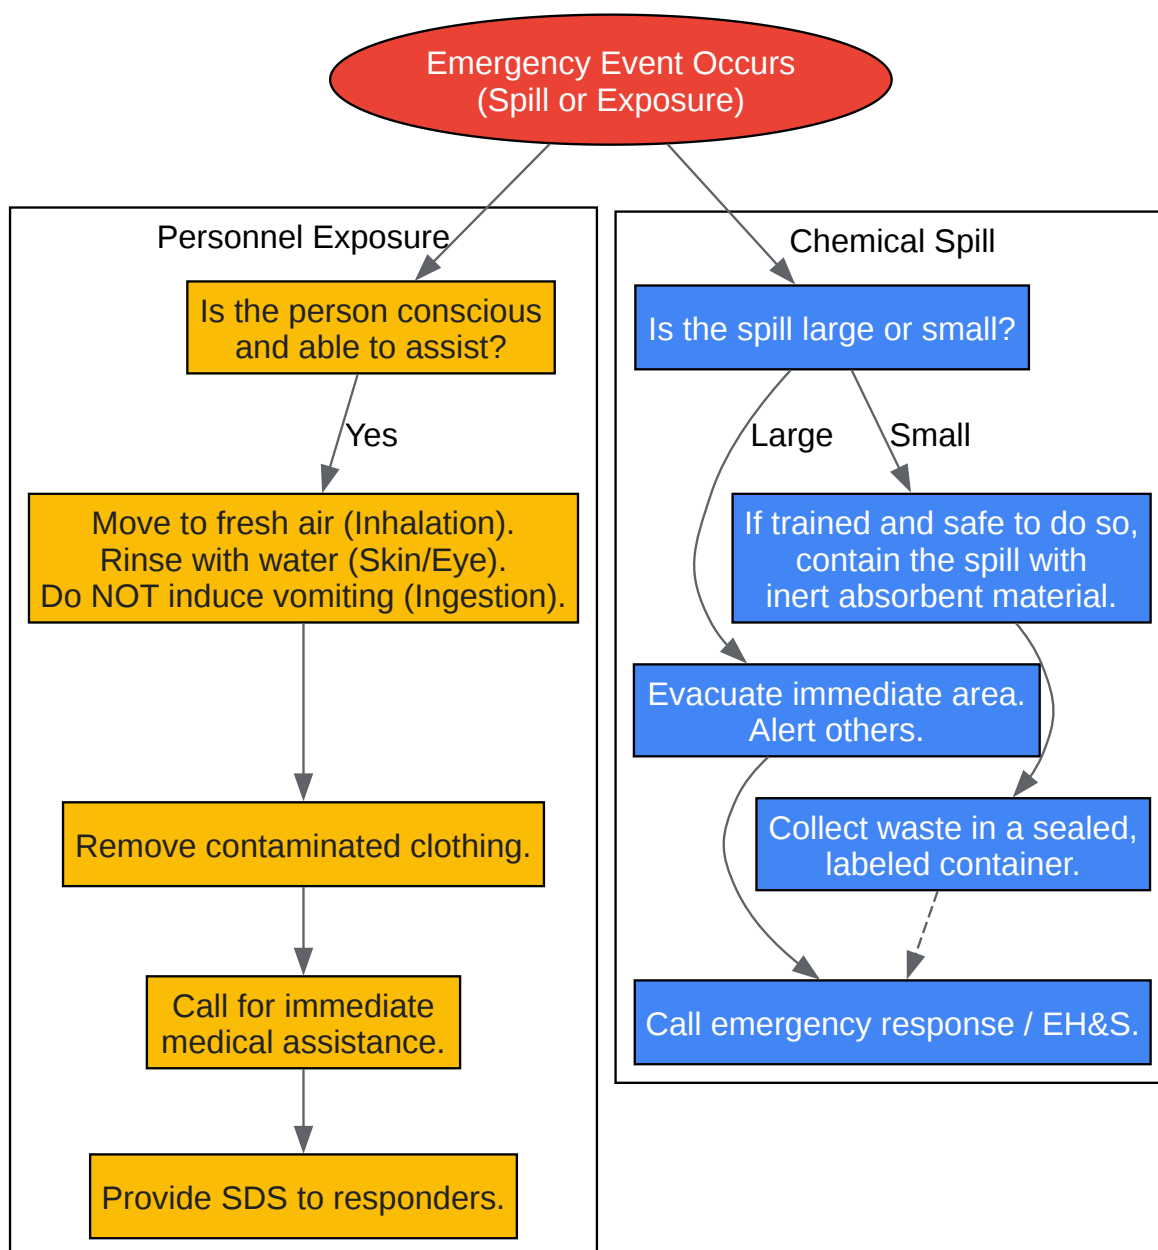 Emergency Event Occurs
(Spill or Exposure)
Personnel Exposure
Is the person conscious
and able to assist?
Yes
Move to fresh air (Inhalation).
Rinse with water (Skin/Eye).
Do NOT induce vomiting (Ingestion).
Remove contaminated clothing.
Call for immediate
medical assistance.
Provide SDS to responders.
Chemical Spill
Is the spill large or small?
Large
Small
If trained and safe to do so,
contain the spill with
inert absorbent material.
Evacuate immediate area.
Alert others.
Collect waste in a sealed,
labeled container.
Call emergency response / EH&S.